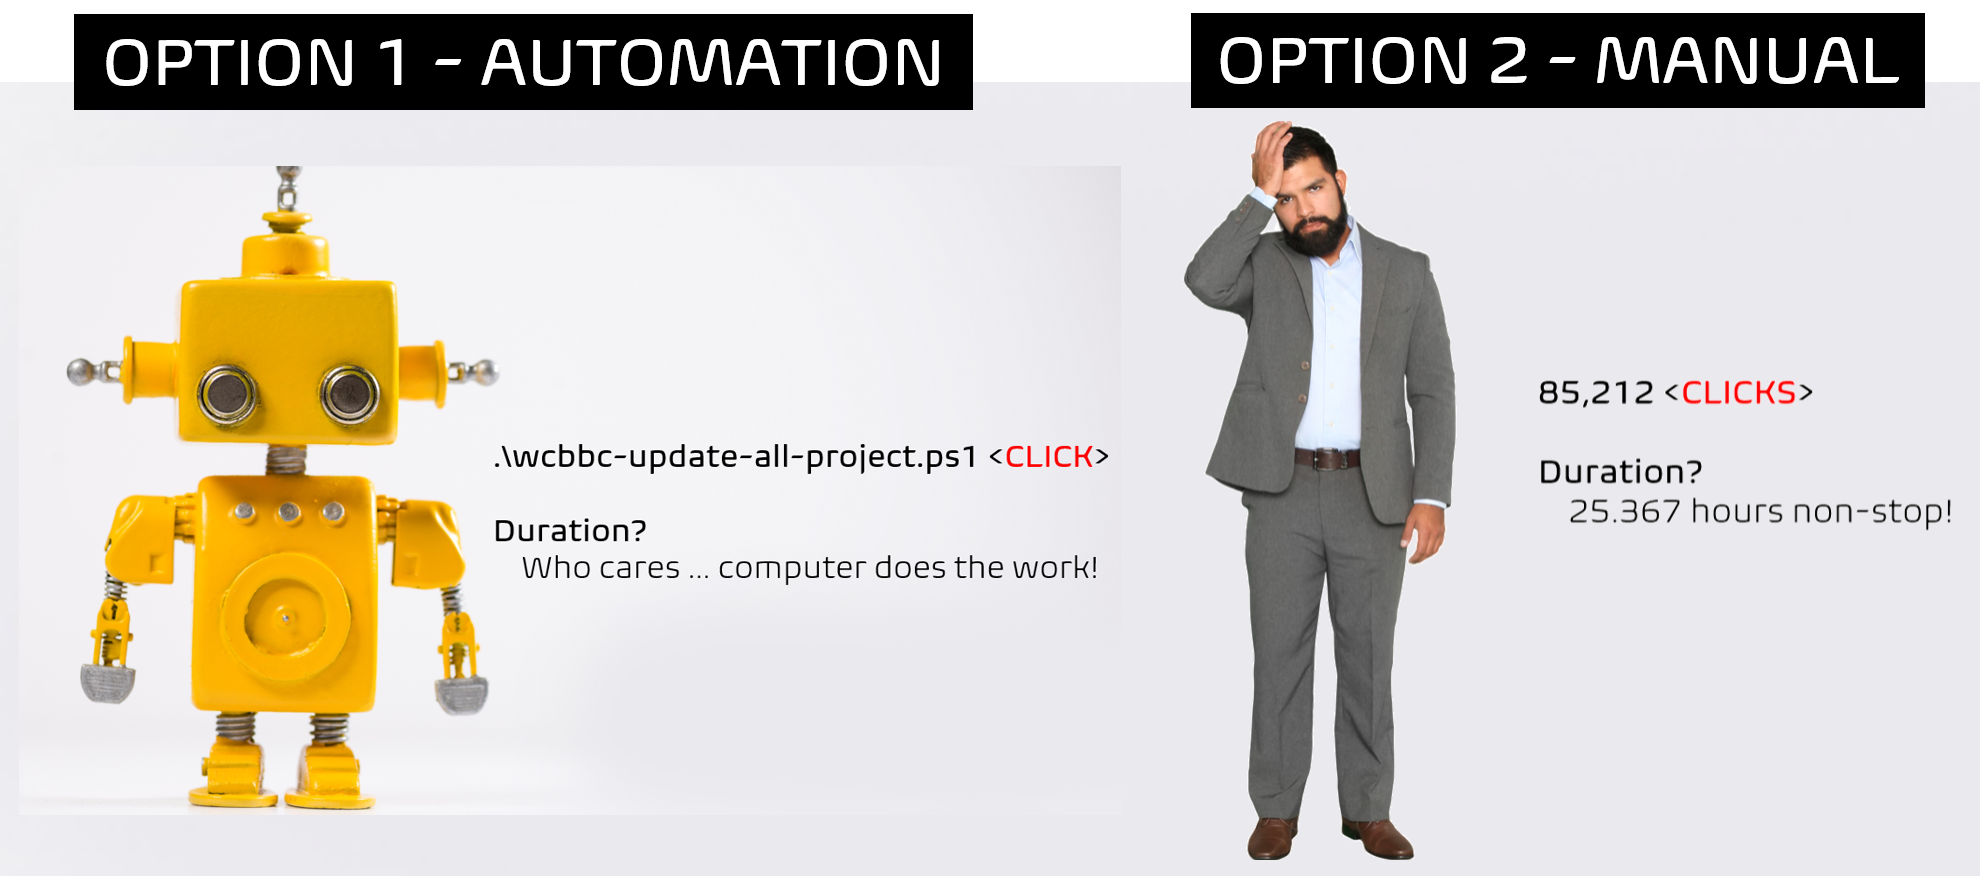 OPTION 1 - AUTOMATION
.\wcbbc-update-all-project.ps1 <CLICK>
Duration?
Who cares ... computer does the work!
OPTION 2 - MANUAL
85,212 <CLICKS>
Duration?
25.367 hours non-stop!